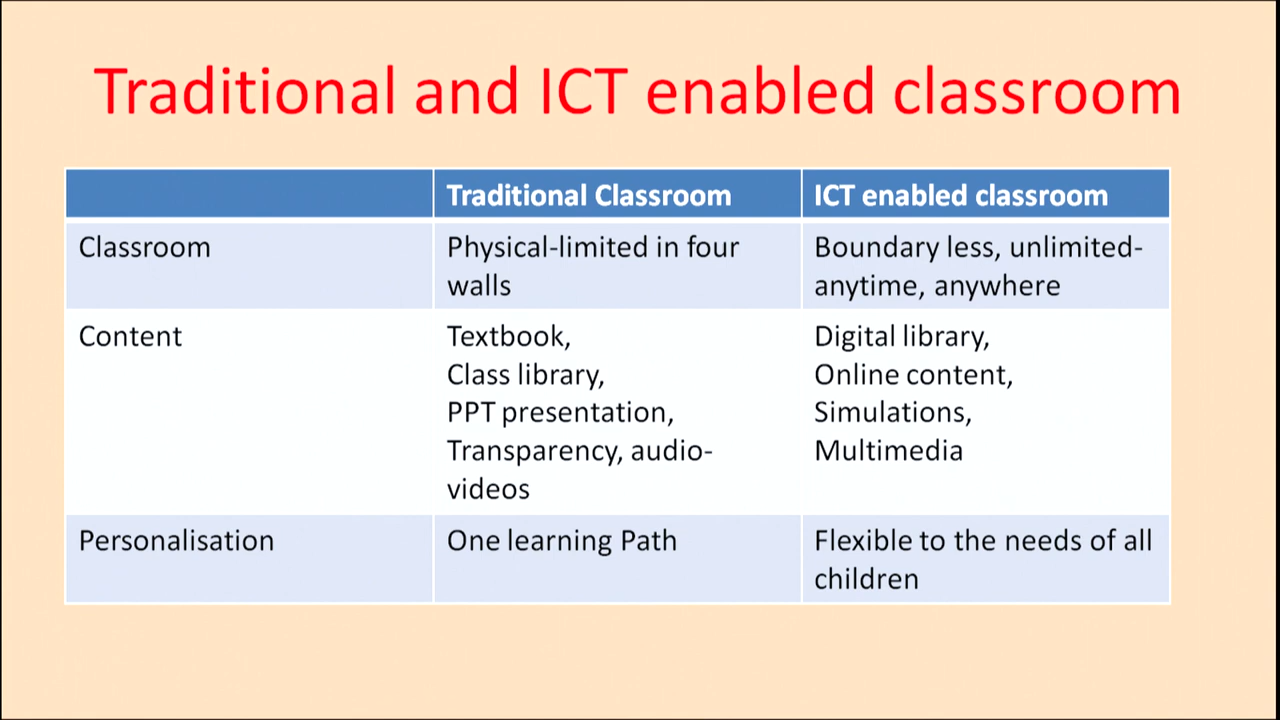 Traditional and ICT enabled classroom
Traditional Classroom
ICT enabled classroom
Classroom
Physical-limited in four
walls
Boundary less, unlimited-
anytime, anywhere
Content
Textbook,
Class library,
PPT presentation,
Transparency, audio-
videos
Digital library,
Online content,
Simulations,
Multimedia
Personalisation
One learning Path
Flexible to the needs of all
children